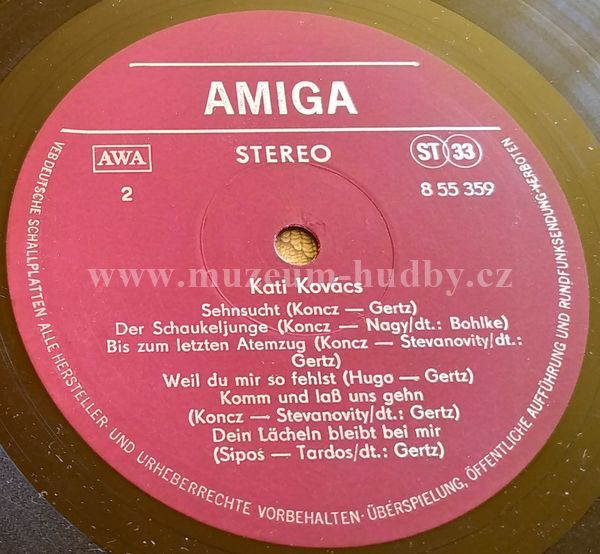 AMIGA
AWA
STEREO
ST 33
2
8 55 359
www.muzeum-hudby.cz
Kati Kovács
Sehnsucht (Koncz — Gertz)
Der Schaukeljunge (Koncz — Nagy/dt.: Bohlke)
Bis zum letzten Atemzug (Koncz — Stevanovity/dt.:
Gertz)
Weil du mir so fehlst (Hugo — Gertz)
Komm und laß uns gehn
(Koncz — Stevanovity/dt.: Gertz)
Dein Lächeln bleibt bei mir
(Sipos — Tardos/dt.: Gertz)
VEB DEUTSCHE SCHALLPLATTEN · ALLE HERSTELLER- UND URHEBERRECHTE VORBEHALTEN · ÜBERSPIELUNG, ÖFFENTLICHE AUFFÜHRUNG UND RUNDFUNKSENDUNG VERBOTEN